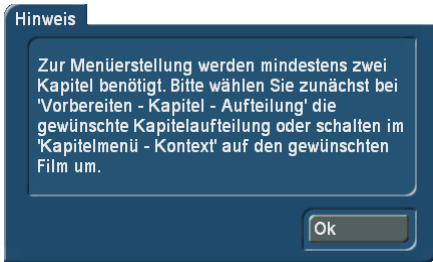 Hinweis
Zur Menüerstellung werden mindestens zwei
Kapitel benötigt. Bitte wählen Sie zunächst bei
'Vorbereiten - Kapitel - Aufteilung' die
gewünschte Kapitelaufteilung oder schalten im
'Kapitelmenü - Kontext' auf den gewünschten
Film um.
Ok